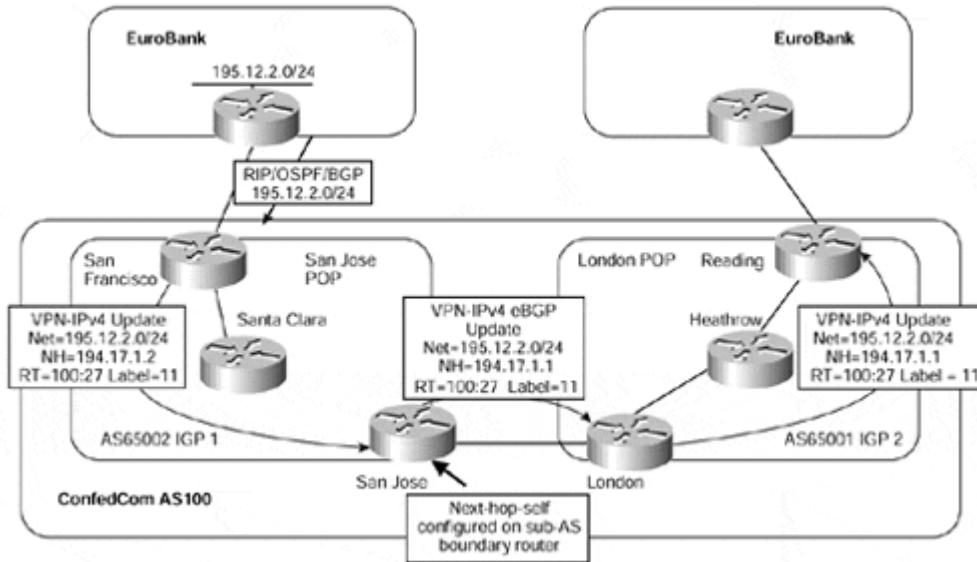 EuroBank
195.12.2.0/24
EuroBank
RIP/OSPF/BGP
195.12.2.0/24
San
Francisco
San Jose
POP
London POP
Reading
VPN-IPv4 Update
Net=195.12.2.0/24
NH=194.17.1.2
RT=100:27 Label=11
Santa Clara
VPN-IPv4 eBGP
Update
Net=195.12.2.0/24
NH=194.17.1.1
RT=100:27 Label=11
Heathrow
VPN-IPv4 Update
Net=195.12.2.0/24
NH=194.17.1.1
RT=100:27 Label = 11
AS65002 IGP 1
AS65001 IGP 2
San Jose
London
ConfedCom AS100
Next-hop-self
configured on sub-AS
boundary router